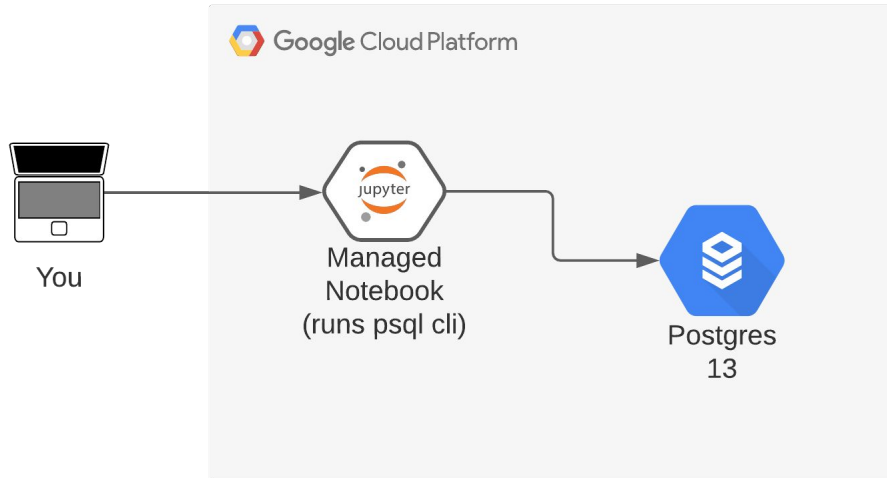 Google Cloud Platform
You
jupyter
Managed
Notebook
(runs psql cli)
Postgres
13